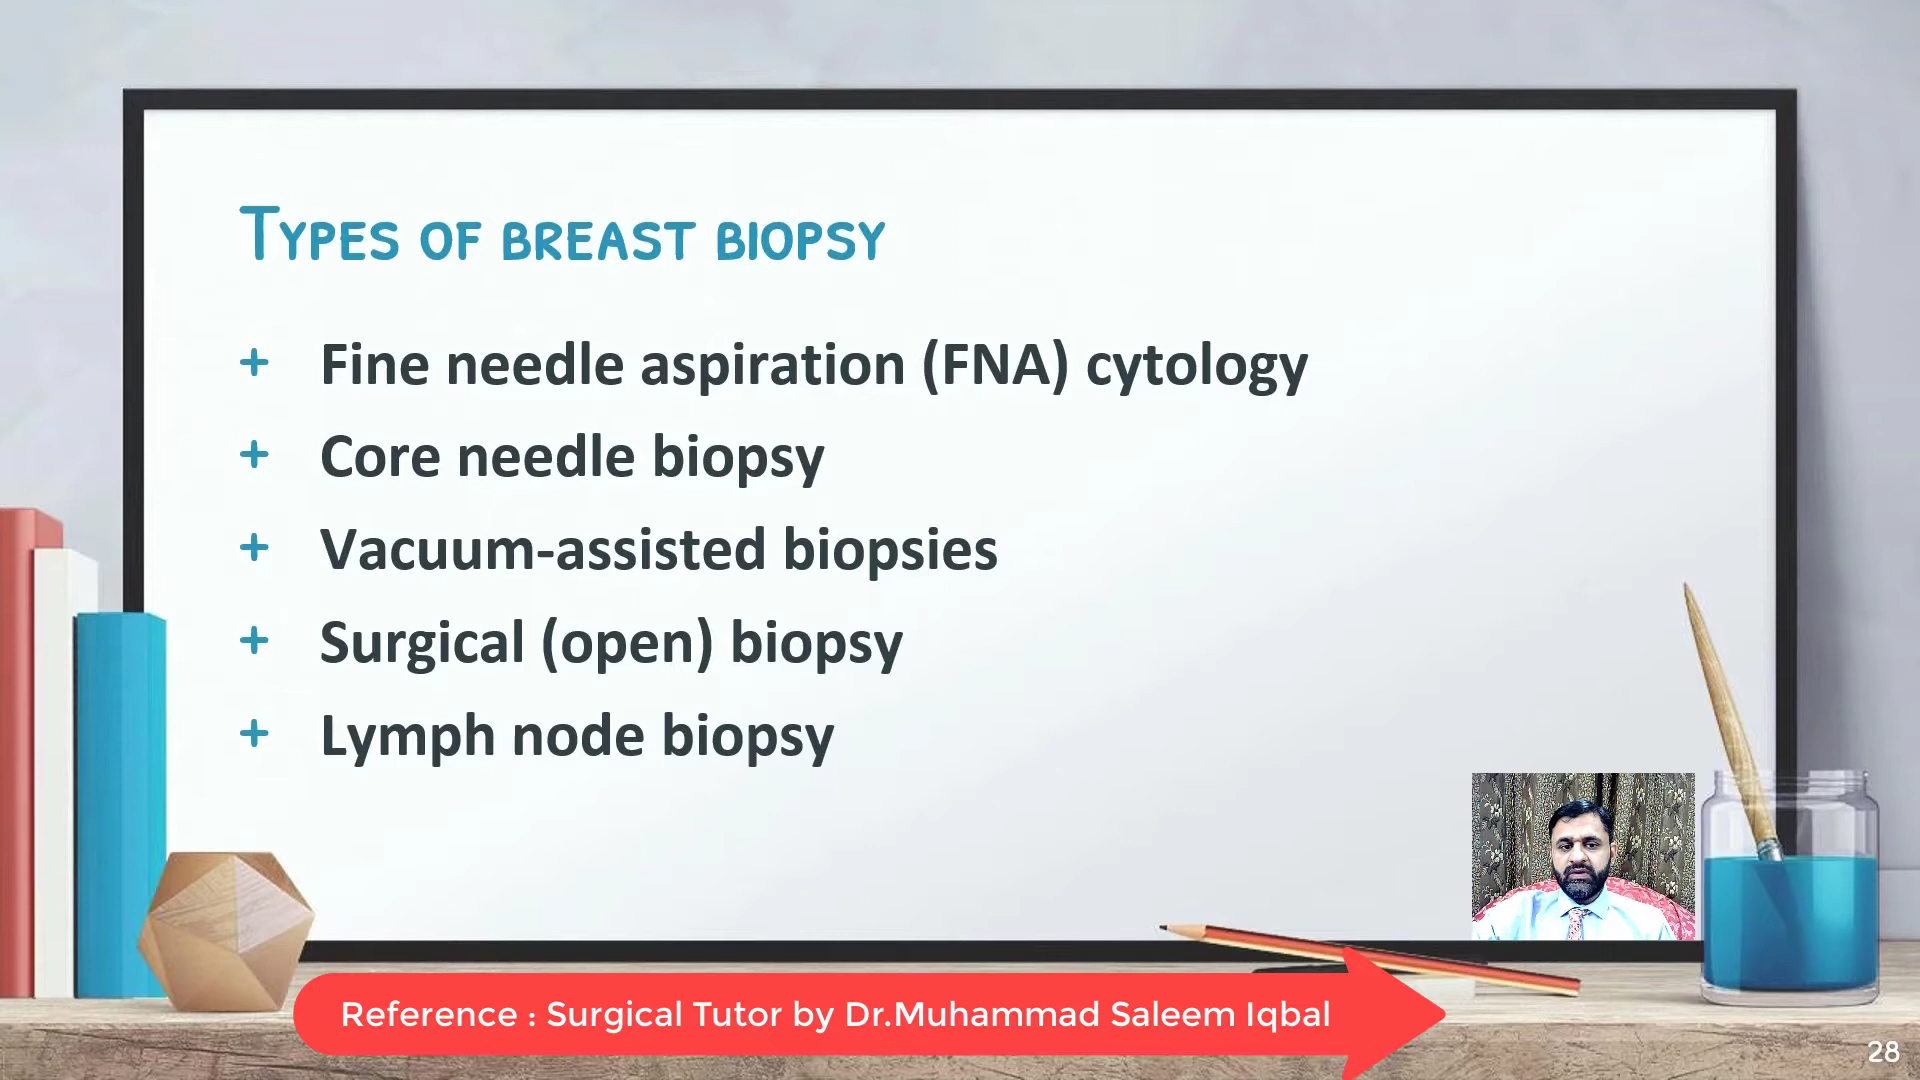 Types of breast biopsy
+ Fine needle aspiration (FNA) cytology
+ Core needle biopsy
+ Vacuum-assisted biopsies
+ Surgical (open) biopsy
+ Lymph node biopsy
Reference : Surgical Tutor by Dr.Muhammad Saleem Iqbal
28